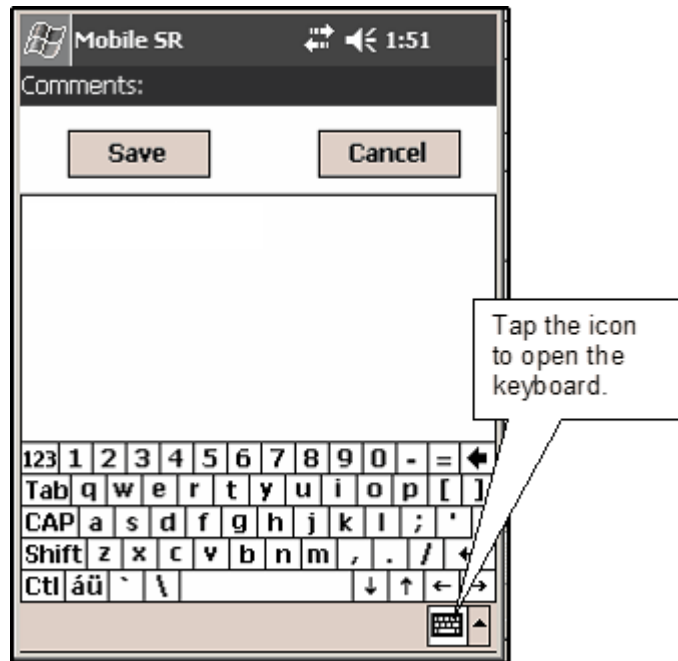 Mobile SR 1:51
Comments:
Save Cancel
Tap the icon
to open the
keyboard.
123 1 2 3 4 5 6 7 8 9 0 - = 
Tab q w e r t y u i o p [ ]
CAP a s d f g h j k l ; '
Shift z x c v b n m , . /
Ctl áü ` \ ↓ ↑ ← →